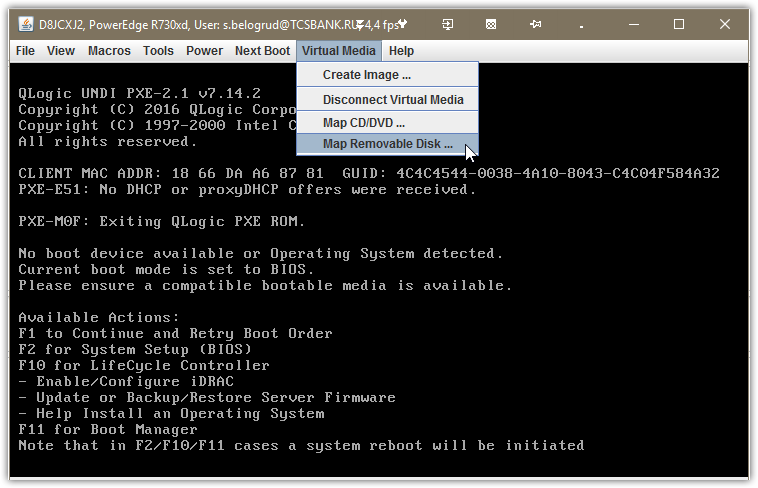 D8JCXJ2, PowerEdge R730xd, User: s.belogrud@TCSBANK.RU 4,4 fps
File View Macros Tools Power Next Boot Virtual Media Help
Create Image ...
Disconnect Virtual Media
Map CD/DVD ...
Map Removable Disk ...
QLogic UNDI PXE-2.1 v7.14.2
Copyright (C) 2016 QLogic Corpo
Copyright (C) 1997-2000 Intel C
All rights reserved.
CLIENT MAC ADDR: 18 66 DA A6 87 81 GUID: 4C4C4544-0038-4A10-8043-C4C04F584A32
PXE-E51: No DHCP or proxyDHCP offers were received.
PXE-M0F: Exiting QLogic PXE ROM.
No boot device available or Operating System detected.
Current boot mode is set to BIOS.
Please ensure a compatible bootable media is available.
Available Actions:
F1 to Continue and Retry Boot Order
F2 for System Setup (BIOS)
F10 for LifeCycle Controller
- Enable/Configure iDRAC
- Update or Backup/Restore Server Firmware
- Help Install an Operating System
F11 for Boot Manager
Note that in F2/F10/F11 cases a system reboot will be initiated